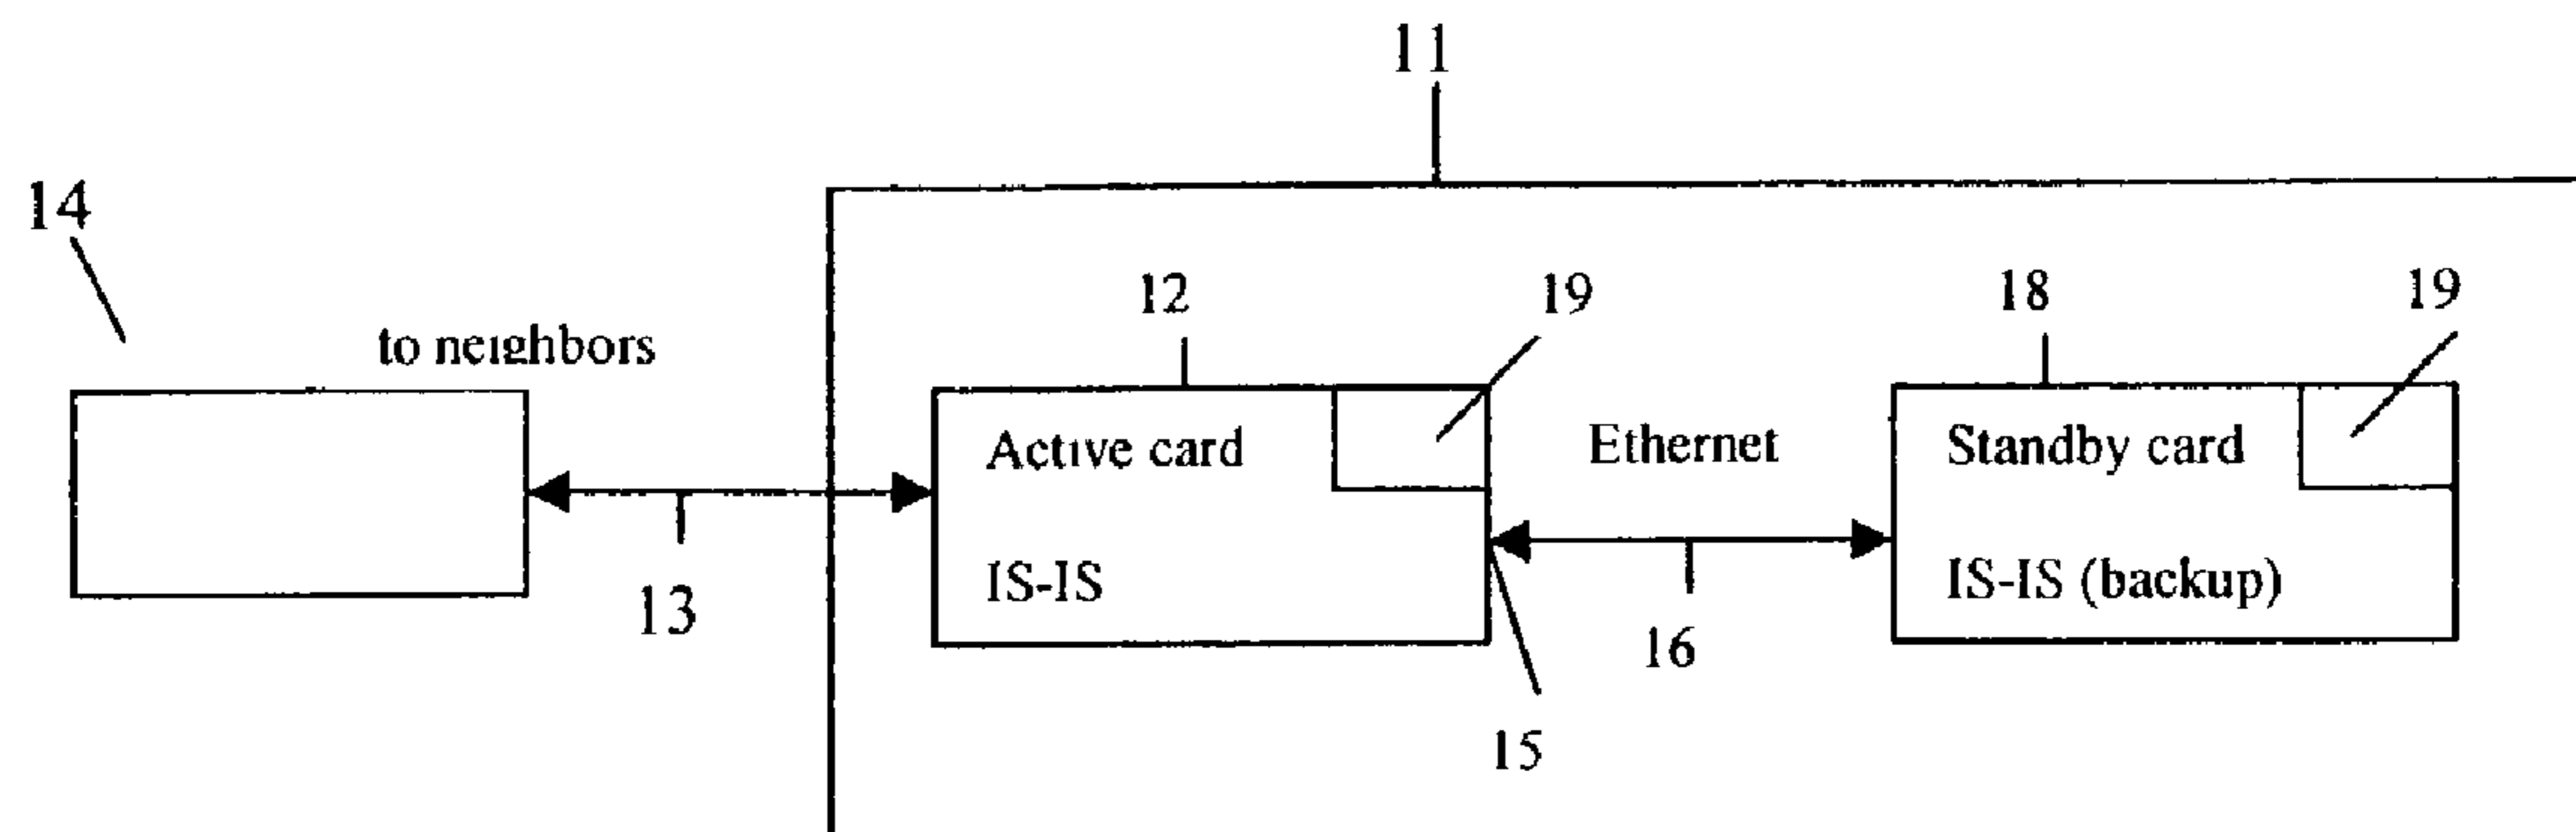 11
14
to neighbors
12
19
18
19
Active card
Ethernet
Standby card
IS-IS
IS-IS (backup)
13
16
15